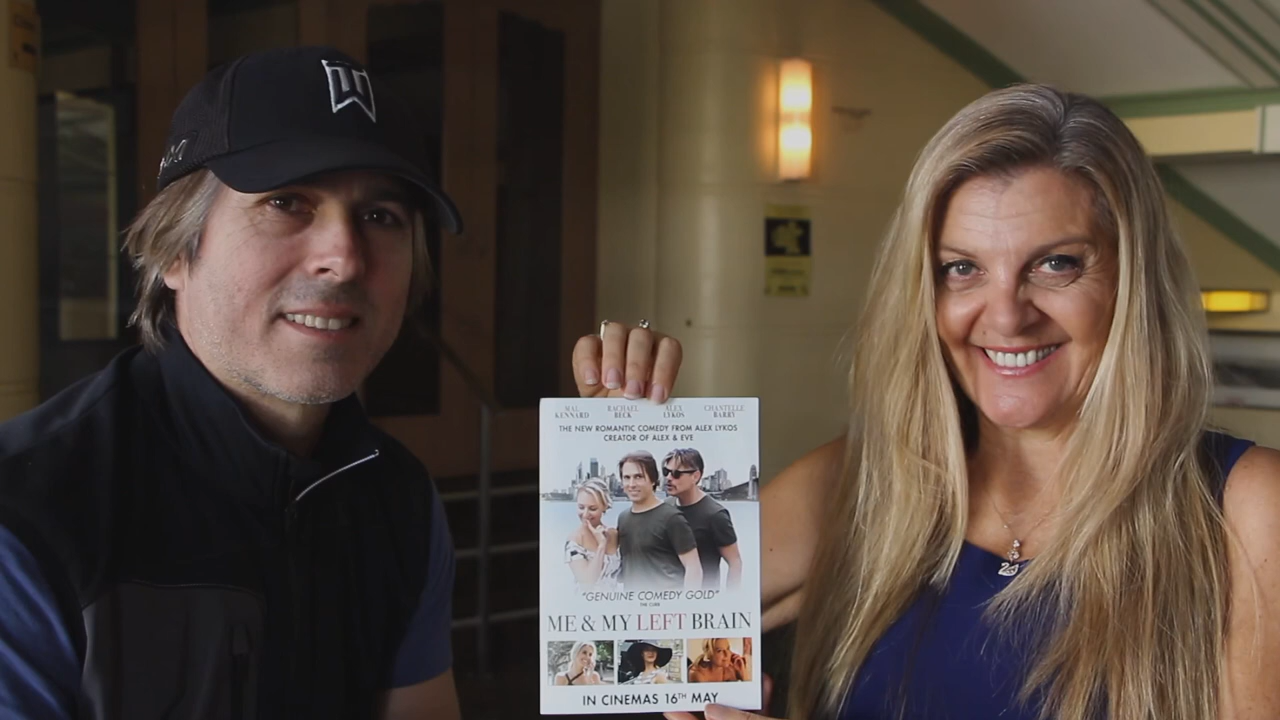 MAL RACHAEL ALEX CHANTELLE
KENNARD BECK LYKOS BARRY
THE NEW ROMANTIC COMEDY FROM ALEX LYKOS
CREATOR OF ALEX & EVE
"GENUINE COMEDY GOLD"
THE CURB
ME & MY LEFT BRAIN
IN CINEMAS 16TH MAY